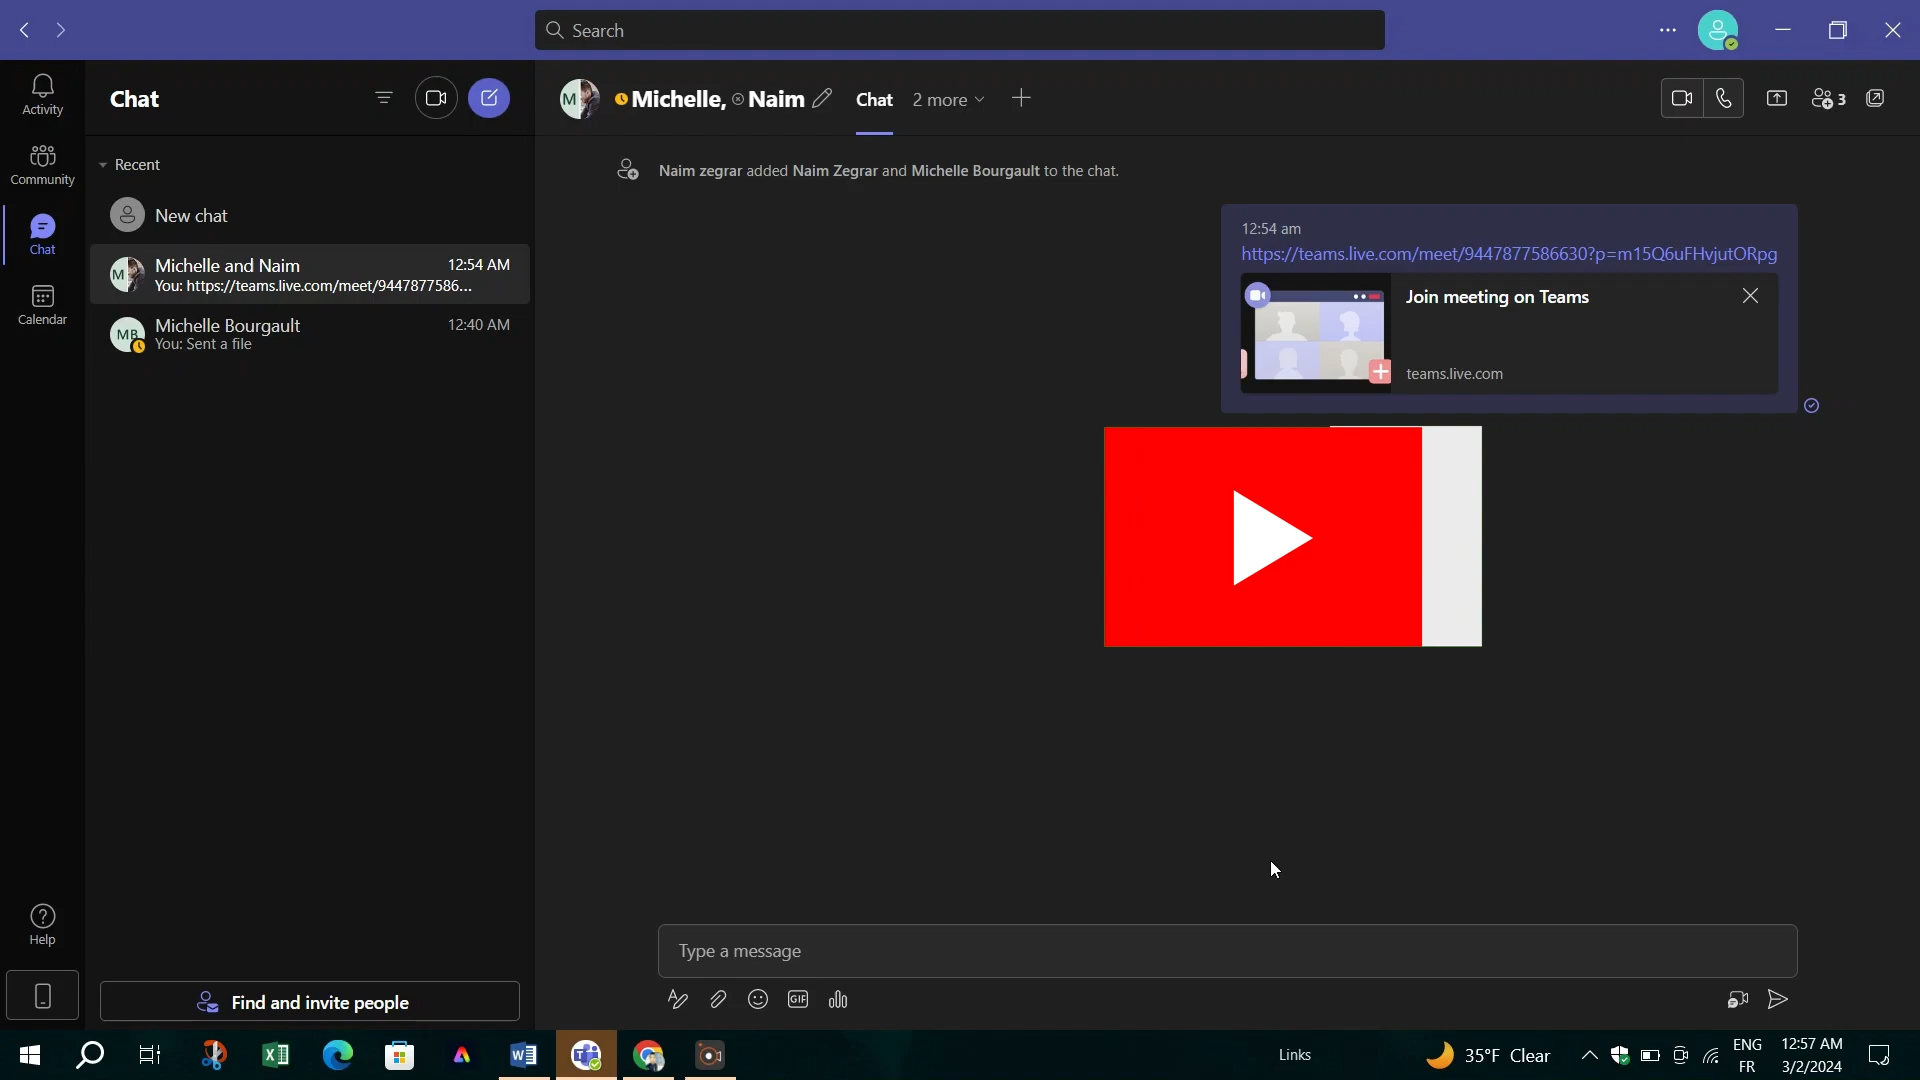 Search
Activity
Community
Chat
Calendar
Help
Chat
Recent
New chat
Michelle and Naim
12:54 AM
You: https://teams.live.com/meet/9447877586...
MB
Michelle Bourgault
12:40 AM
You: Sent a file
Find and invite people
M
Michelle, Naim
Chat
2 more
3
Naim zegrar added Naim Zegrar and Michelle Bourgault to the chat.
12:54 am
https://teams.live.com/meet/9447877586630?p=m15Q6uFHvjutORpg
Join meeting on Teams
teams.live.com
Type a message
GIF
Links
35°F Clear
ENG
FR
12:57 AM
3/2/2024